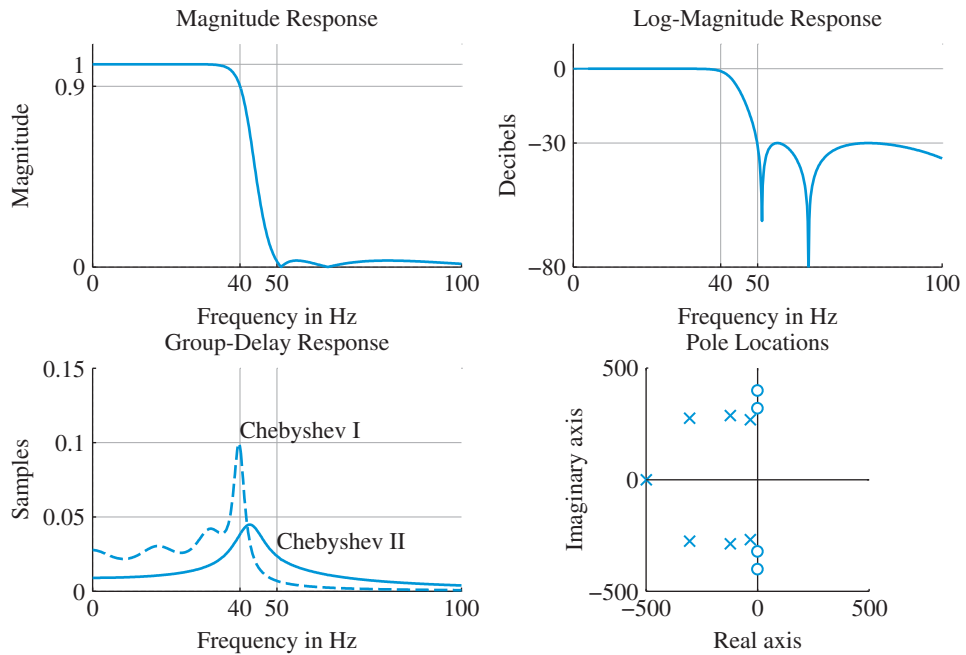 Magnitude Response
Magnitude
1
0.9
0
0
40 50
100
Frequency in Hz
Log-Magnitude Response
Decibels
0
−30
−80
0
40
50
100
Frequency in Hz
Group-Delay Response
Samples
0.15
0.1
0.05
0
Chebyshev I
Chebyshev II
0
40 50
100
Frequency in Hz
Pole Locations
Imaginary axis
500
0
−500
−500
0
500
Real axis